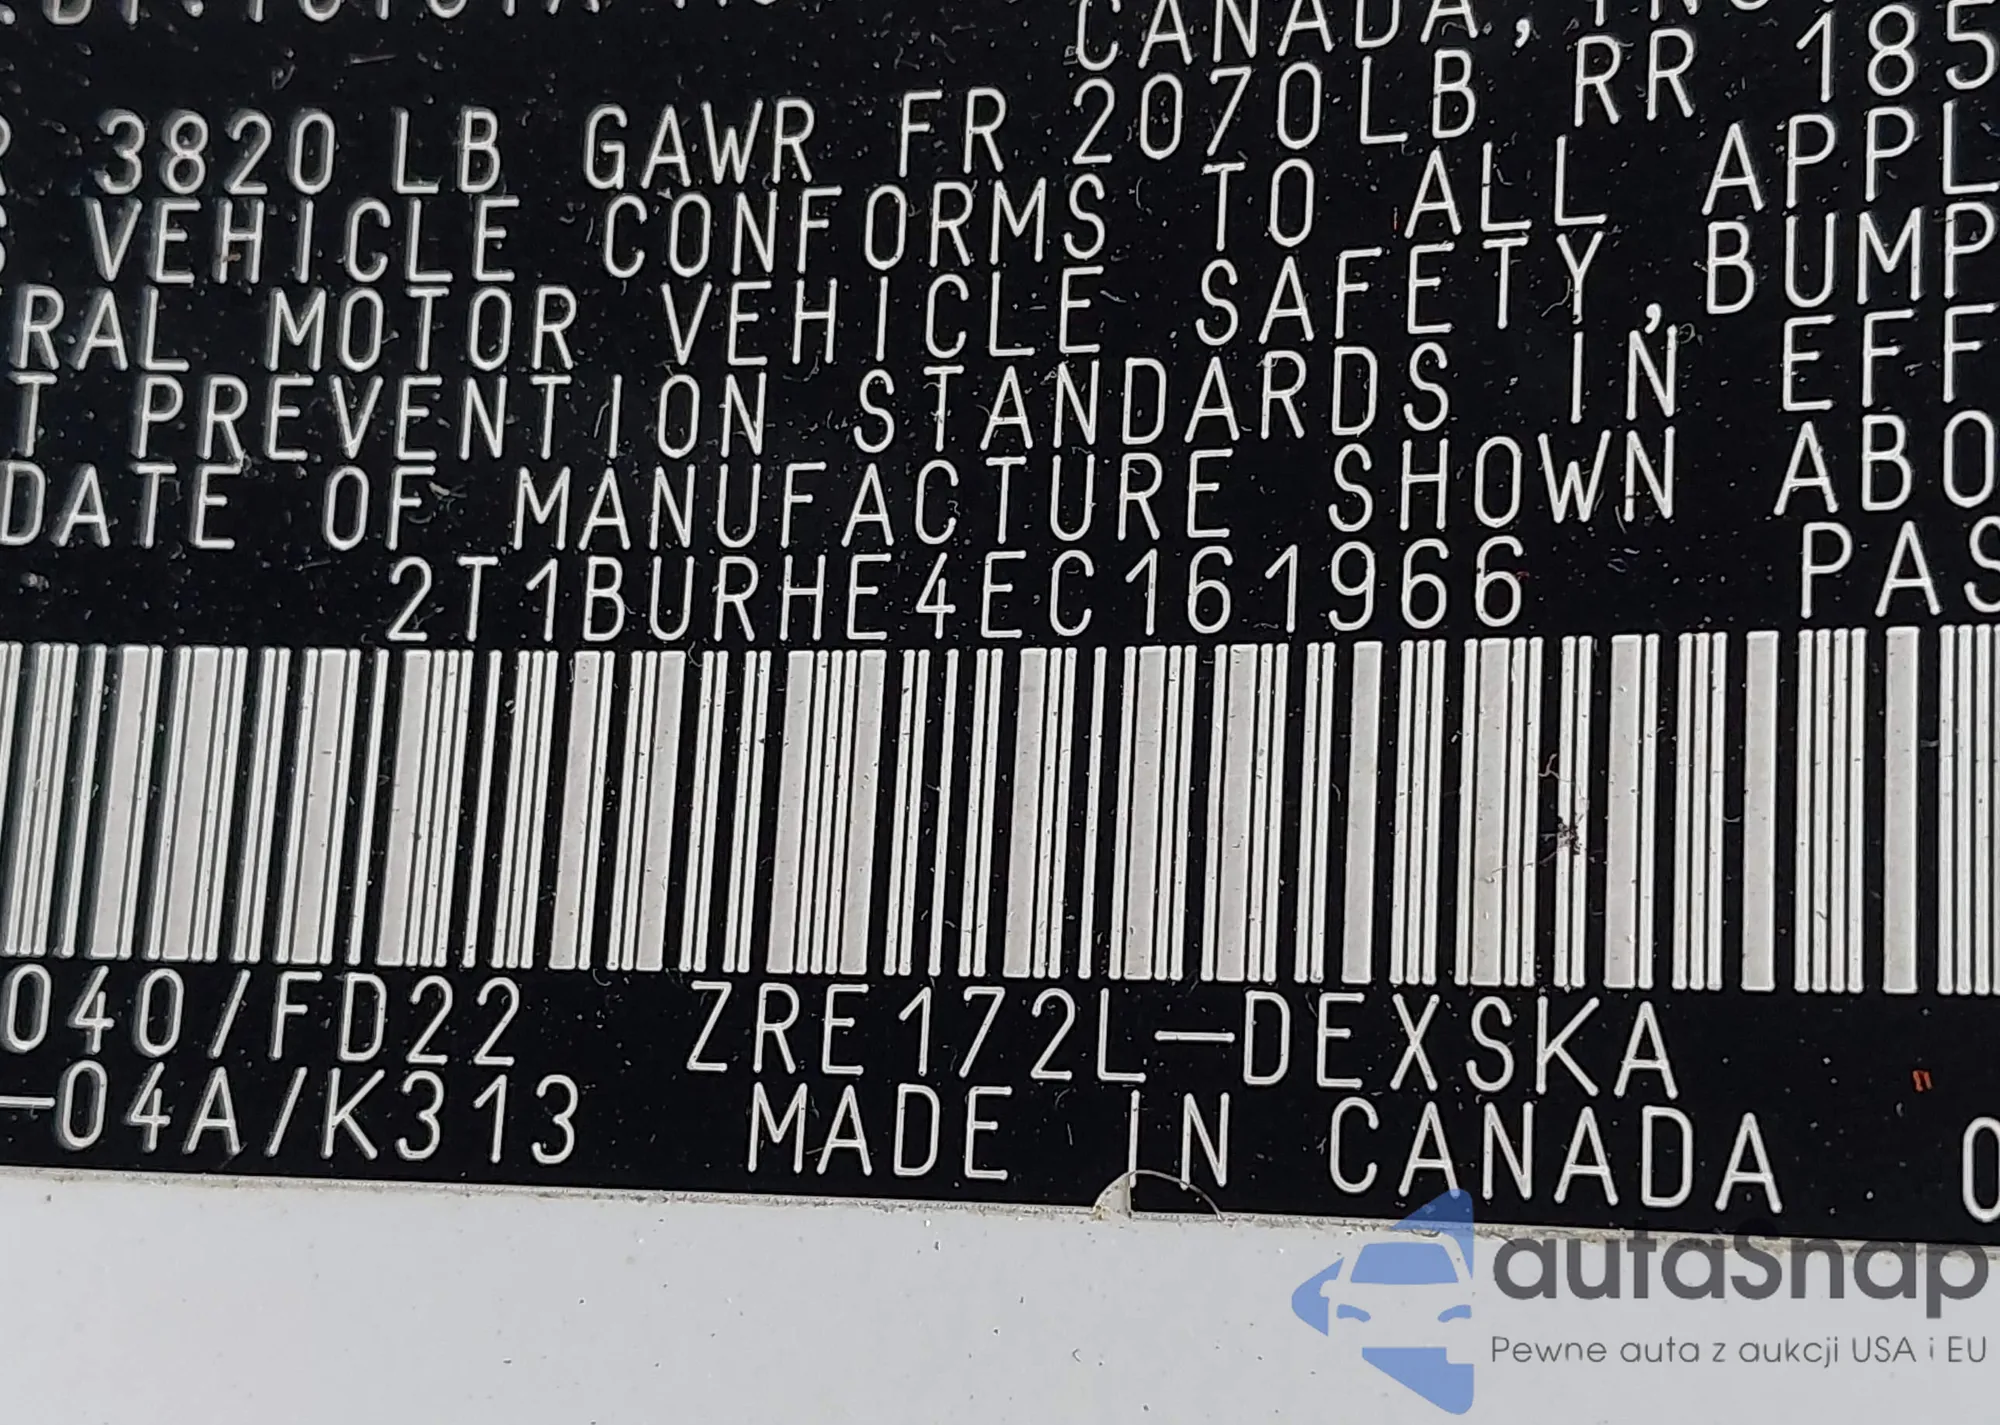 CANADA, INC.
3820 LB GAWR FR 2070LB RR 185
VEHICLE CONFORMS TO ALL APPL
RAL MOTOR VEHICLE SAFETY, BUMP
T PREVENTION STANDARDS IN EFF
DATE OF MANUFACTURE SHOWN ABO
2T1BURHE4EC161966 PAS
040/FD22 ZRE172L-DEXSKA
-04A/K313 MADE IN CANADA 0
autaSnap
Pewne auta z aukcji USA i EU